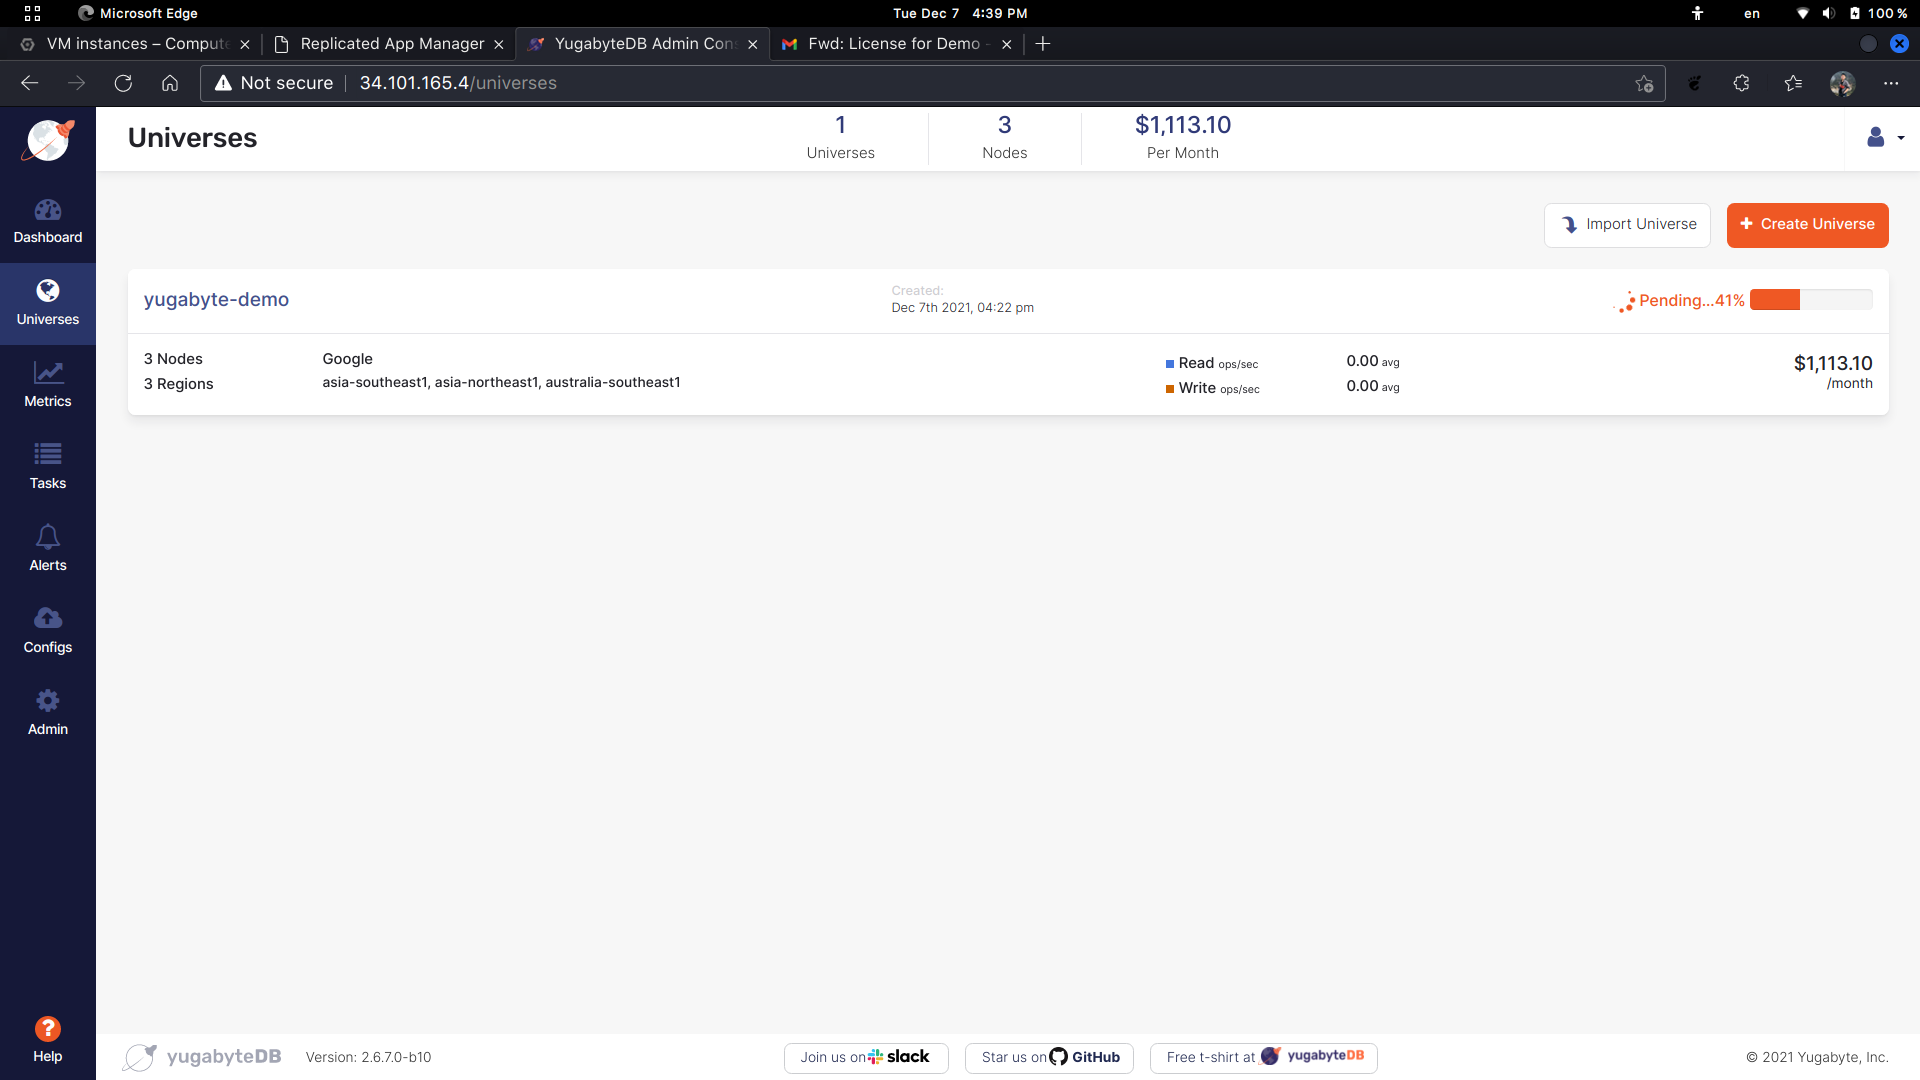 Microsoft Edge
Tue Dec 7 4:39 PM
en
100 %
VM instances – Compute
Replicated App Manager
YugabyteDB Admin Cons
Fwd: License for Demo -
Not secure
34.101.165.4/universes
Universes
1
Universes
3
Nodes
$1,113.10
Per Month
Dashboard
Universes
Metrics
Tasks
Alerts
Configs
Admin
Help
Import Universe
Create Universe
yugabyte-demo
Created:
Dec 7th 2021, 04:22 pm
Pending...41%
3 Nodes
3 Regions
Google
asia-southeast1, asia-northeast1, australia-southeast1
Read ops/sec 0.00 avg
Write ops/sec 0.00 avg
$1,113.10
/month
yugabyteDB
Version: 2.6.7.0-b10
Join us on slack
Star us on GitHub
Free t-shirt at yugabyteDB
© 2021 Yugabyte, Inc.